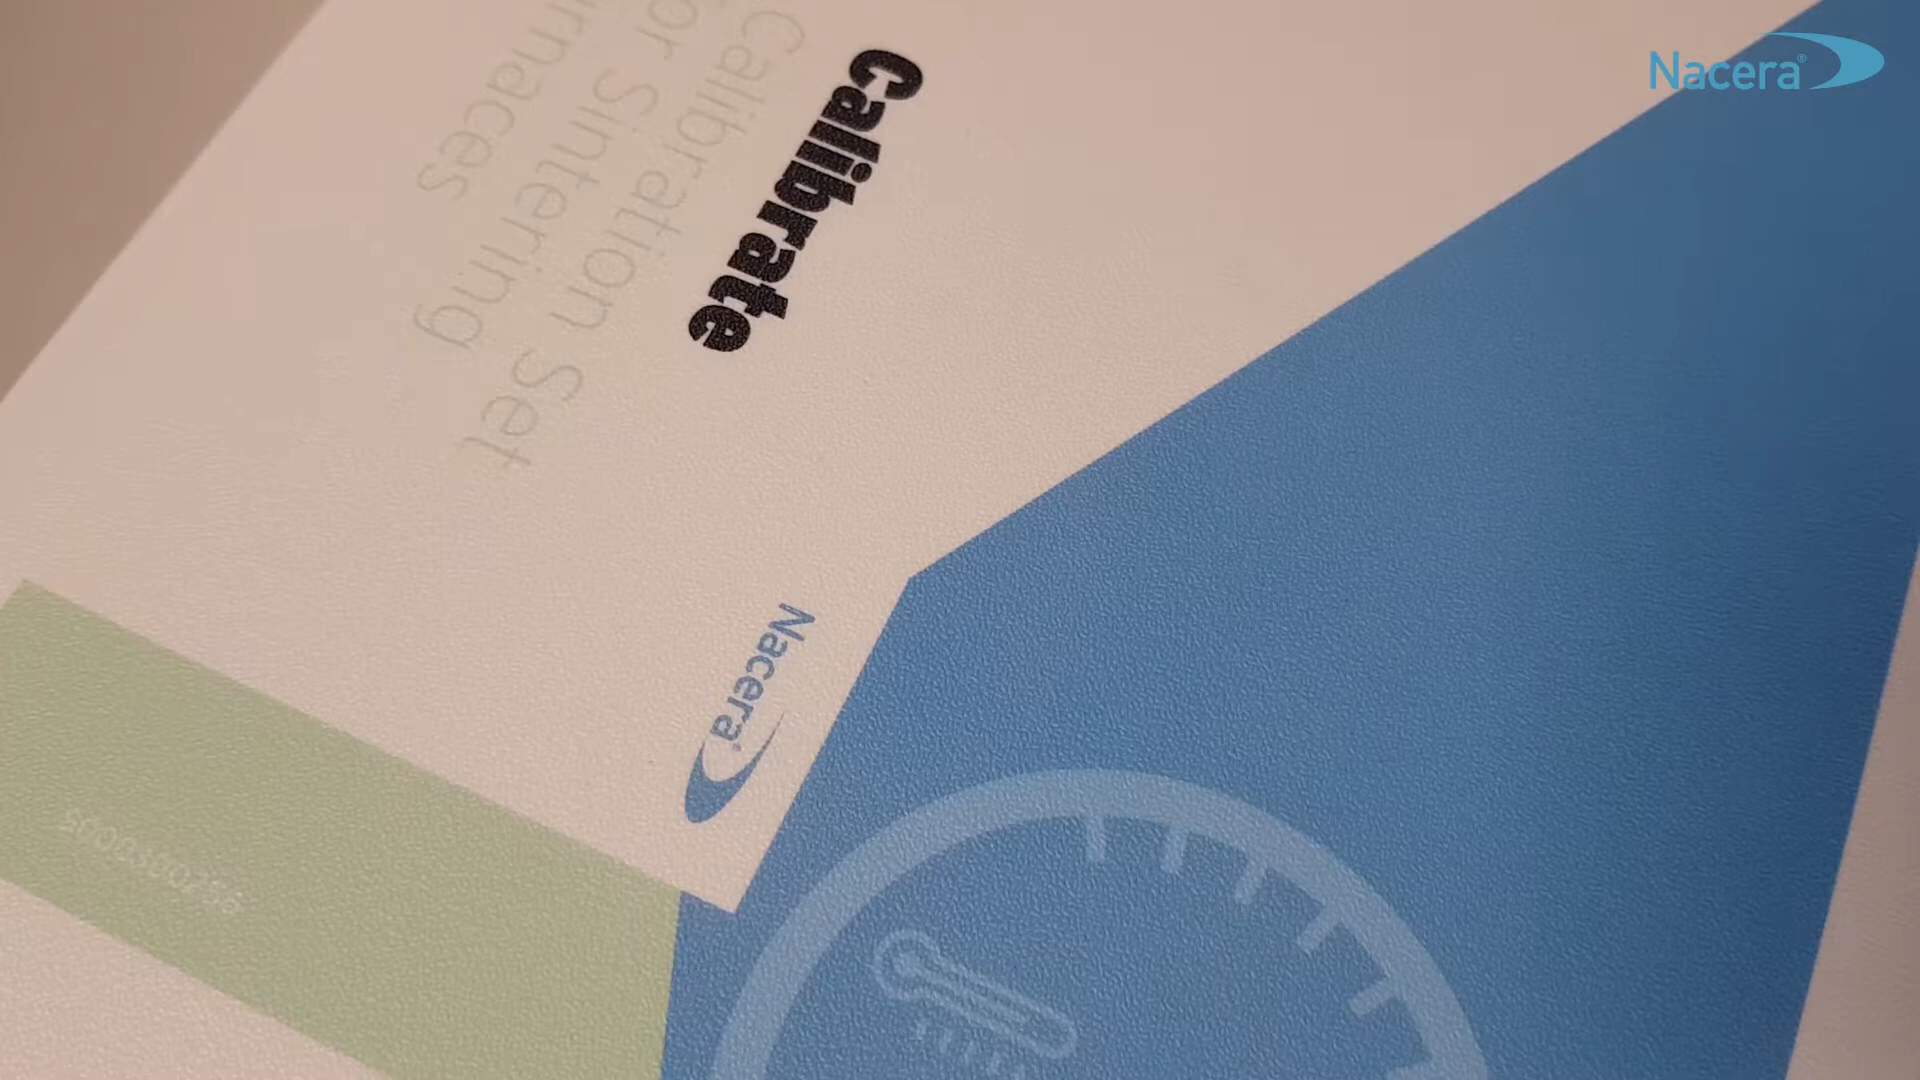 Nacera®
Calibrate
Calibration Set
for Sintering
Furnaces
Nacera®